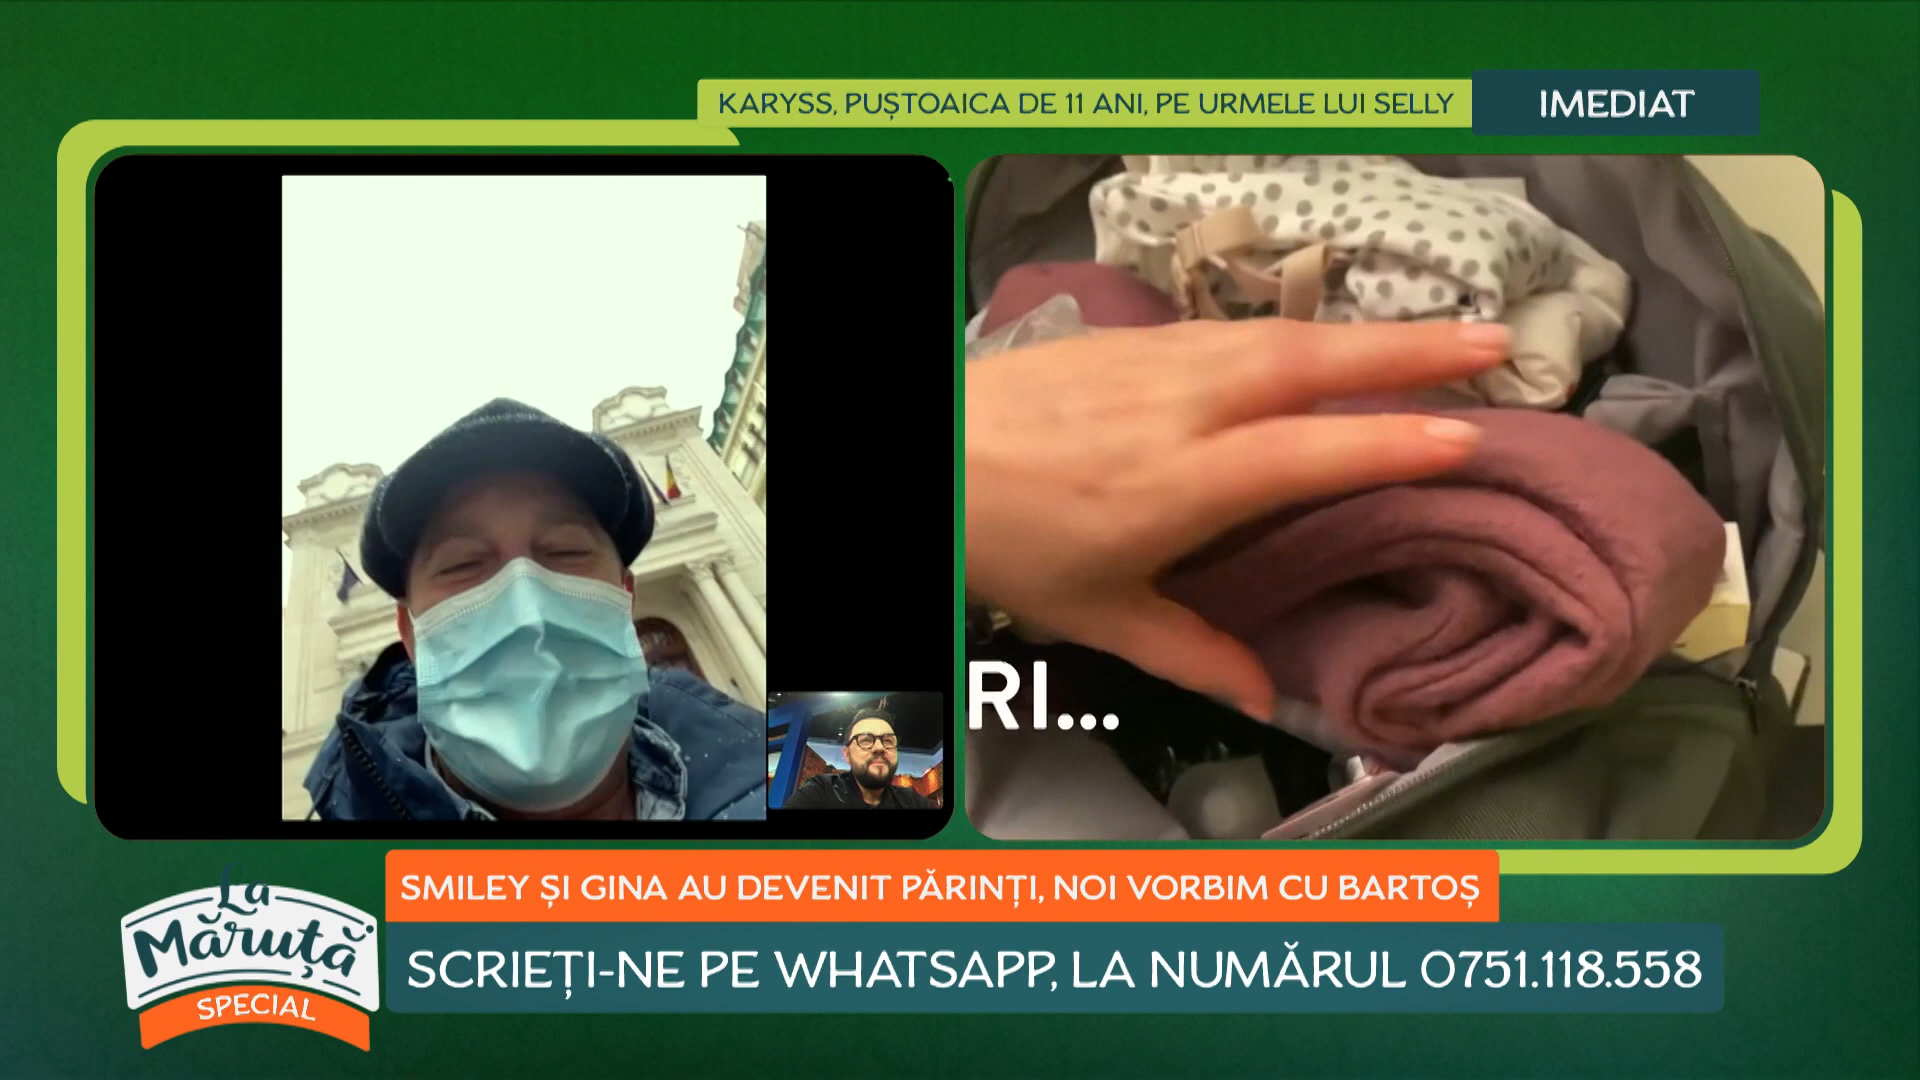 KARYSS, PUȘTOAICA DE 11 ANI, PE URMELE LUI SELLY
IMEDIAT
RI...
La
Măruță
SPECIAL
SMILEY ȘI GINA AU DEVENIT PĂRINȚI, NOI VORBIM CU BARTOȘ
SCRIEȚI-NE PE WHATSAPP, LA NUMĂRUL 0751.118.558